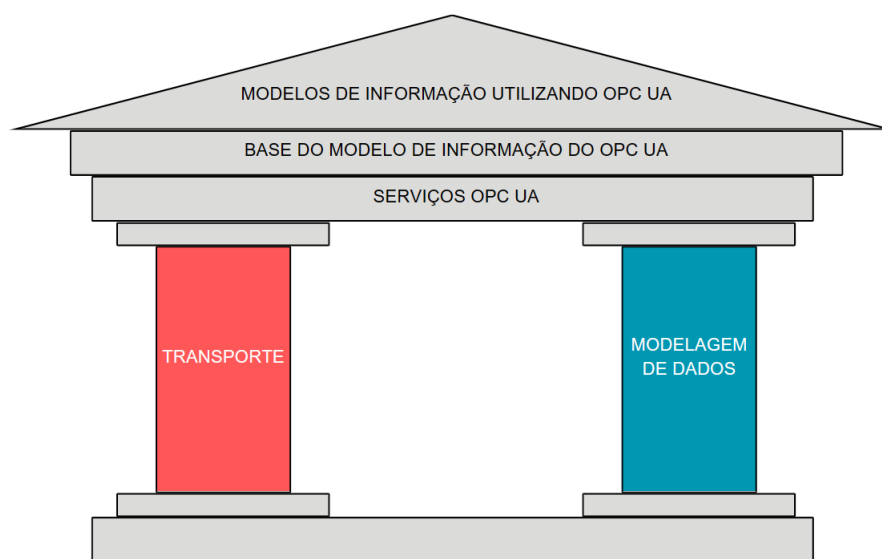 MODELOS DE INFORMAÇÃO UTILIZANDO OPC UA
BASE DO MODELO DE INFORMAÇÃO DO OPC UA
SERVIÇOS OPC UA
TRANSPORTE
MODELAGEM
DE DADOS